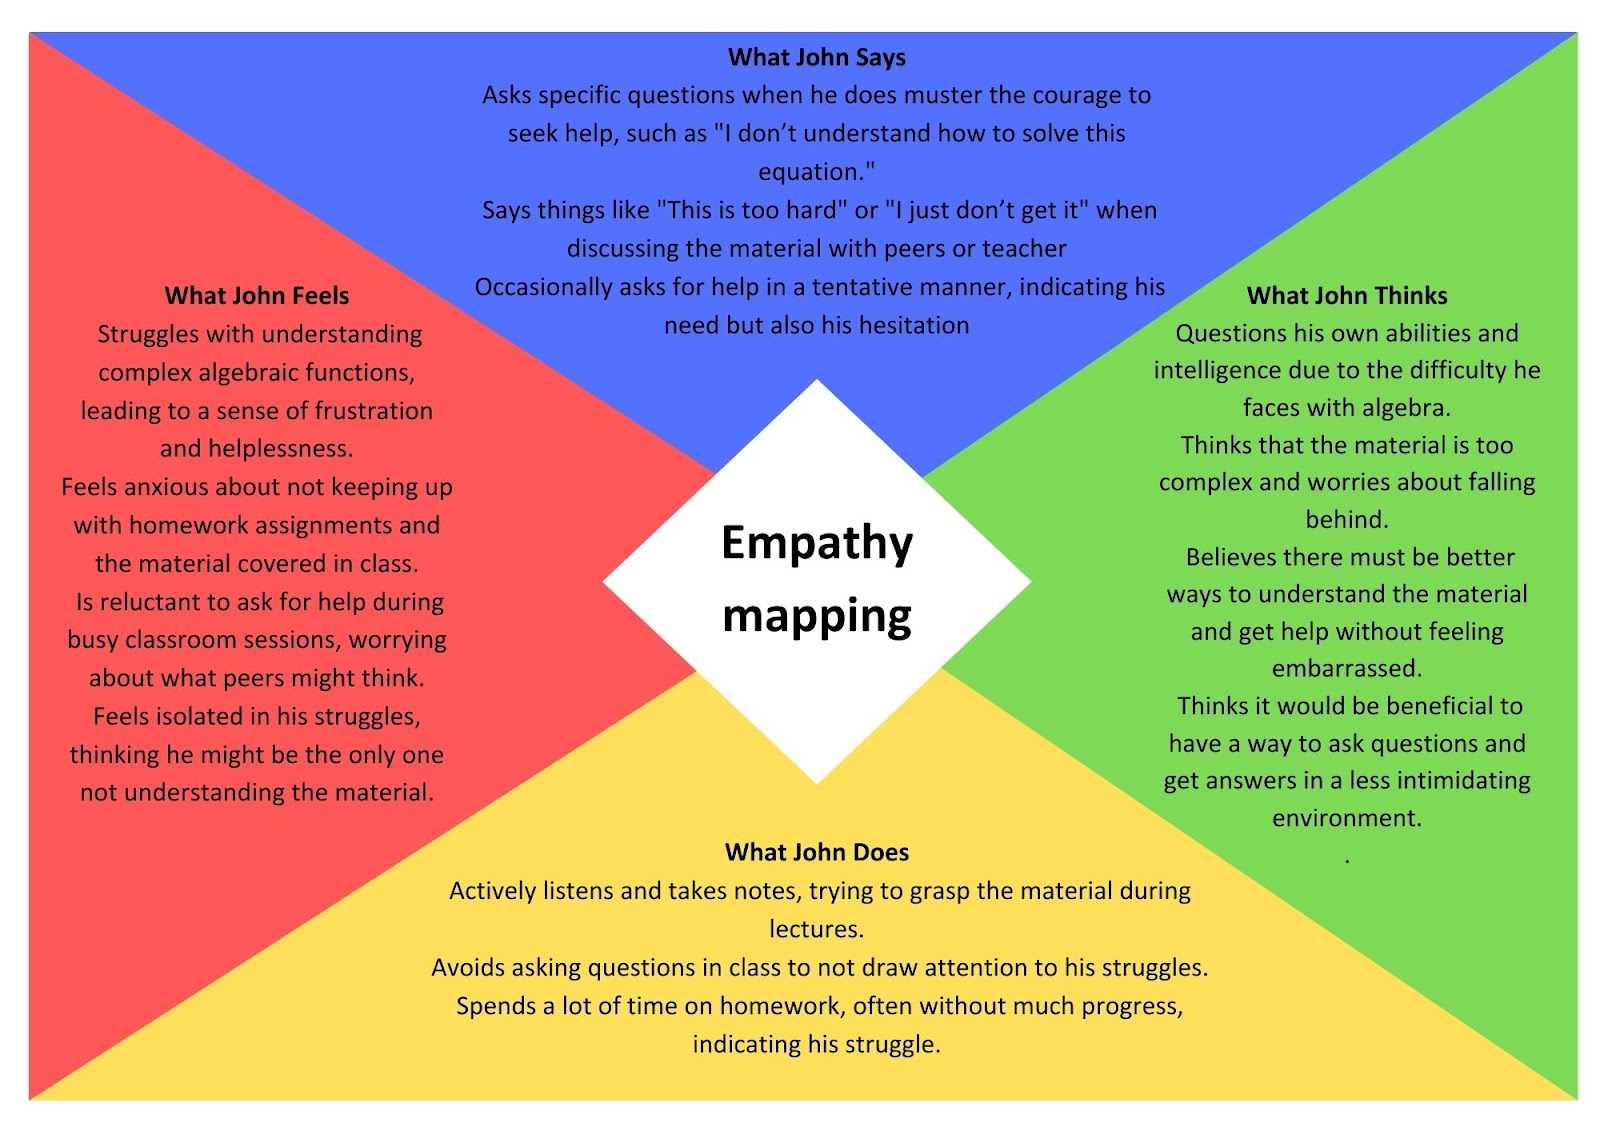 What John Says
Asks specific questions when he does muster the courage to
seek help, such as "I don’t understand how to solve this
equation."
Says things like "This is too hard" or "I just don’t get it" when
discussing the material with peers or teacher
Occasionally asks for help in a tentative manner, indicating his
need but also his hesitation
What John Feels
Struggles with understanding
complex algebraic functions,
leading to a sense of frustration
and helplessness.
Feels anxious about not keeping up
with homework assignments and
the material covered in class.
Is reluctant to ask for help during
busy classroom sessions, worrying
about what peers might think.
Feels isolated in his struggles,
thinking he might be the only one
not understanding the material.
Empathy
mapping
What John Thinks
Questions his own abilities and
intelligence due to the difficulty he
faces with algebra.
Thinks that the material is too
complex and worries about falling
behind.
Believes there must be better
ways to understand the material
and get help without feeling
embarrassed.
Thinks it would be beneficial to
have a way to ask questions and
get answers in a less intimidating
environment.
.
What John Does
Actively listens and takes notes, trying to grasp the material during
lectures.
Avoids asking questions in class to not draw attention to his struggles.
Spends a lot of time on homework, often without much progress,
indicating his struggle.